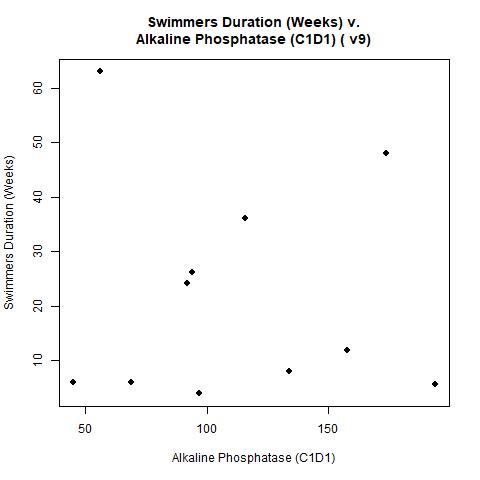 Swimmers Duration (Weeks) v.
Alkaline Phosphatase (C1D1) ( v9)
Swimmers Duration (Weeks)
60
50
40
30
20
10
50 100 150
Alkaline Phosphatase (C1D1)